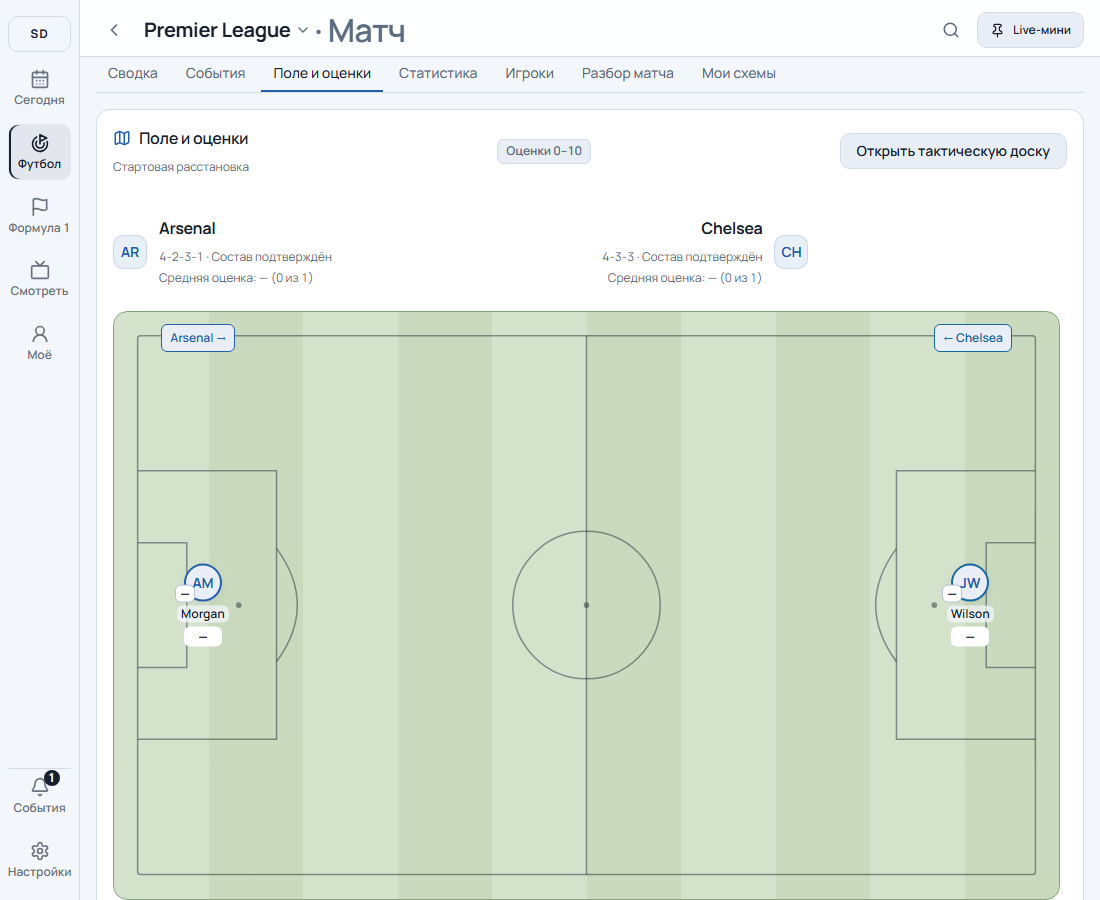 SD
Сегодня
Футбол
Формула 1
Смотреть
Моё
1
События
Настройки
Premier League · Матч
Live-мини
Сводка События Поле и оценки Статистика Игроки Разбор матча Мои схемы
Поле и оценки
Стартовая расстановка
Оценки 0–10
Открыть тактическую доску
AR
Arsenal
4-2-3-1 · Состав подтверждён
Средняя оценка: — (0 из 1)
Chelsea
4-3-3 · Состав подтверждён
Средняя оценка: — (0 из 1)
CH
Arsenal →
← Chelsea
AM
–
Morgan
–
JW
–
Wilson
–